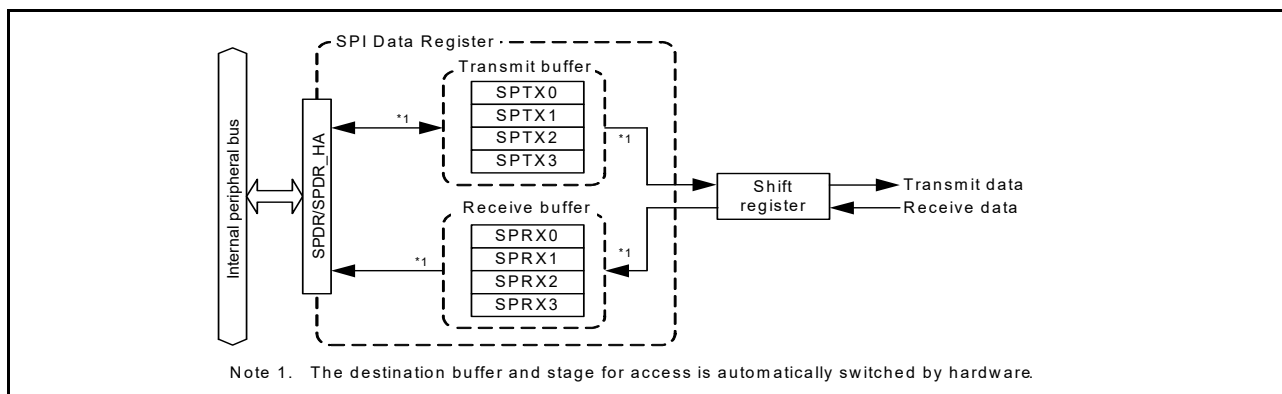 SPI Data Register
Transmit buffer
SPTX0
SPTX1
SPTX2
SPTX3
*1
*1
Internal peripheral bus
SPDR/SPDR_HA
Shift
register
Transmit data
Receive data
Receive buffer
SPRX0
SPRX1
SPRX2
SPRX3
*1
*1
Note 1. The destination buffer and stage for access is automatically switched by hardware.